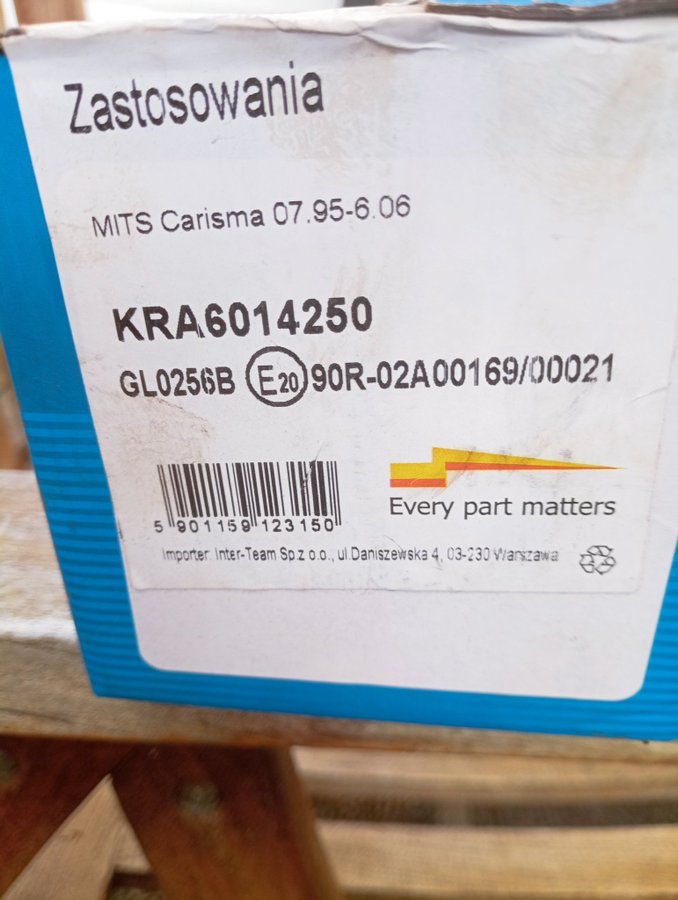 Zastosowania
MITS Carisma 07.95-6.06
KRA6014250
GL0256B E20 90R-02A00169/00021
5 901159 123150
Every part matters
Importer: Inter-Team Sp.z o.o., ul.Daniszewska 4, 03-230 Warszawa